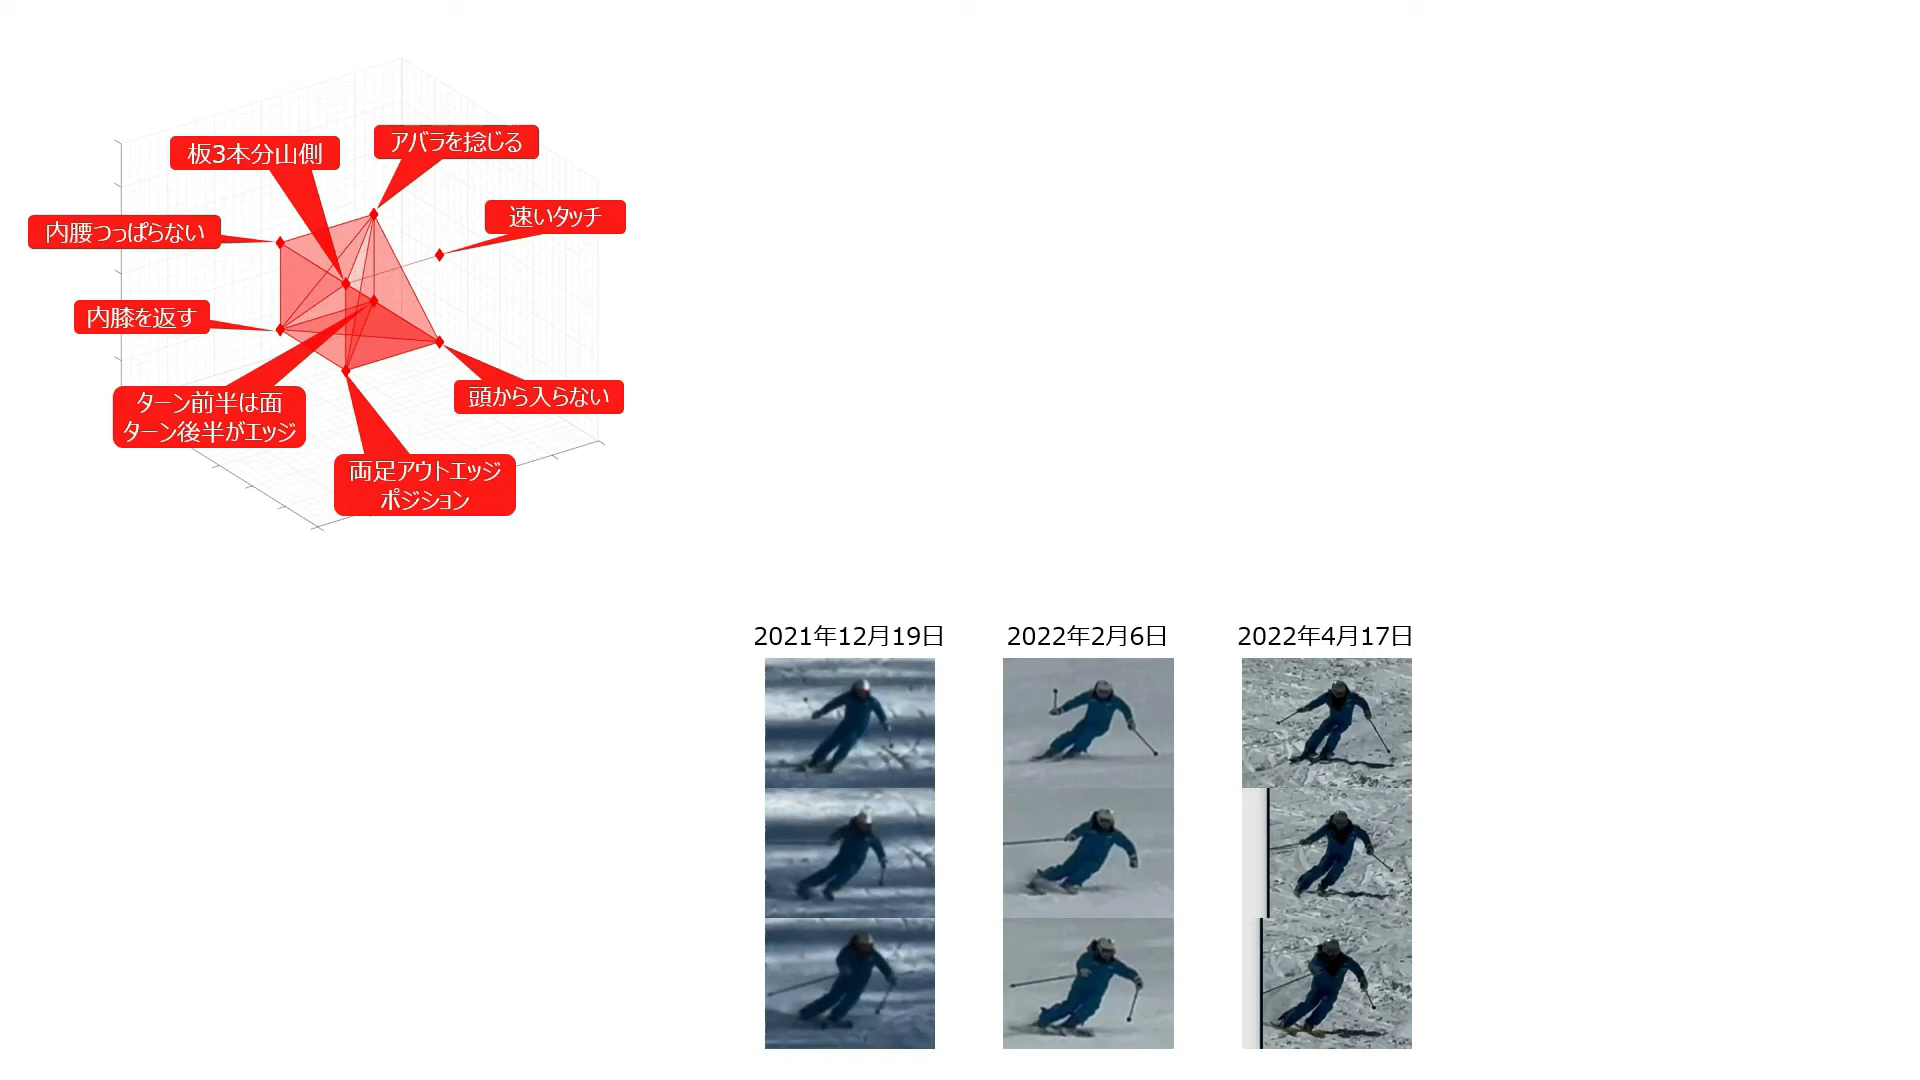 板3本分山側
アバラを捻じる
内腰つっぱらない
速いタッチ
内膝を返す
頭から入らない
ターン前半は面
ターン後半がエッジ
両足アウトエッジ
ポジション
2021年12月19日
2022年2月6日
2022年4月17日